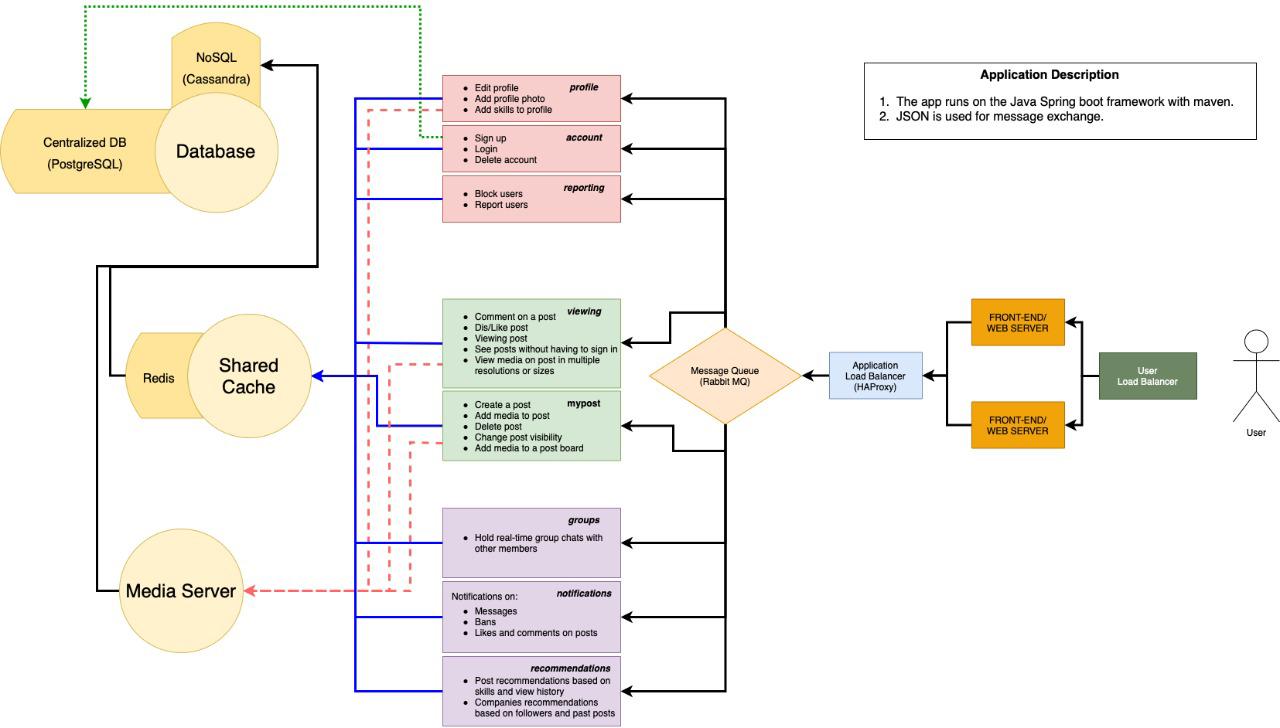 NoSQL
(Cassandra)
Centralized DB
(PostgreSQL)
Database
Redis
Shared
Cache
Media Server
profile
Edit profile
Add profile photo
Add skills to profile
account
Sign up
Login
Delete account
reporting
Block users
Report users
viewing
Comment on a post
Dis/Like post
Viewing post
See posts without having to sign in
View media on post in multiple
resolutions or sizes
mypost
Create a post
Add media to post
Delete post
Change post visibility
Add media to a post board
groups
Hold real-time group chats with
other members
notifications
Notifications on:
Messages
Bans
Likes and comments on posts
recommendations
Post recommendations based on
skills and view history
Companies recommendations
based on followers and past posts
Message Queue
(Rabbit MQ)
Application
Load Balancer
(HAProxy)
FRONT-END/
WEB SERVER
FRONT-END/
WEB SERVER
User
Load Balancer
User
Application Description
1. The app runs on the Java Spring boot framework with maven.
2. JSON is used for message exchange.